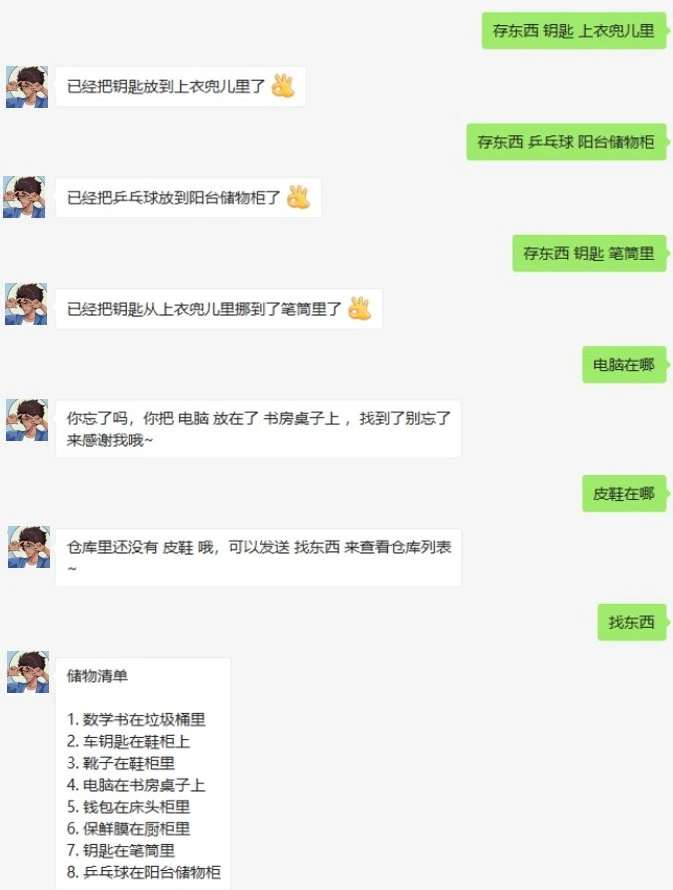 存东西 钥匙 上衣兜儿里
已经把钥匙放到上衣兜儿里了
存东西 乒乓球 阳台储物柜
已经把乒乓球放到阳台储物柜了
存东西 钥匙 笔筒里
已经把钥匙从上衣兜儿里挪到了笔筒里了
电脑在哪
你忘了吗，你把 电脑 放在了 书房桌子上 ，找到了别忘了
来感谢我哦~
皮鞋在哪
仓库里还没有 皮鞋 哦，可以发送 找东西 来查看仓库列表
~
找东西
储物清单
1. 数学书在垃圾桶里
2. 车钥匙在鞋柜上
3. 靴子在鞋柜里
4. 电脑在书房桌子上
5. 钱包在床头柜里
6. 保鲜膜在厨柜里
7. 钥匙在笔筒里
8. 乒乓球在阳台储物柜